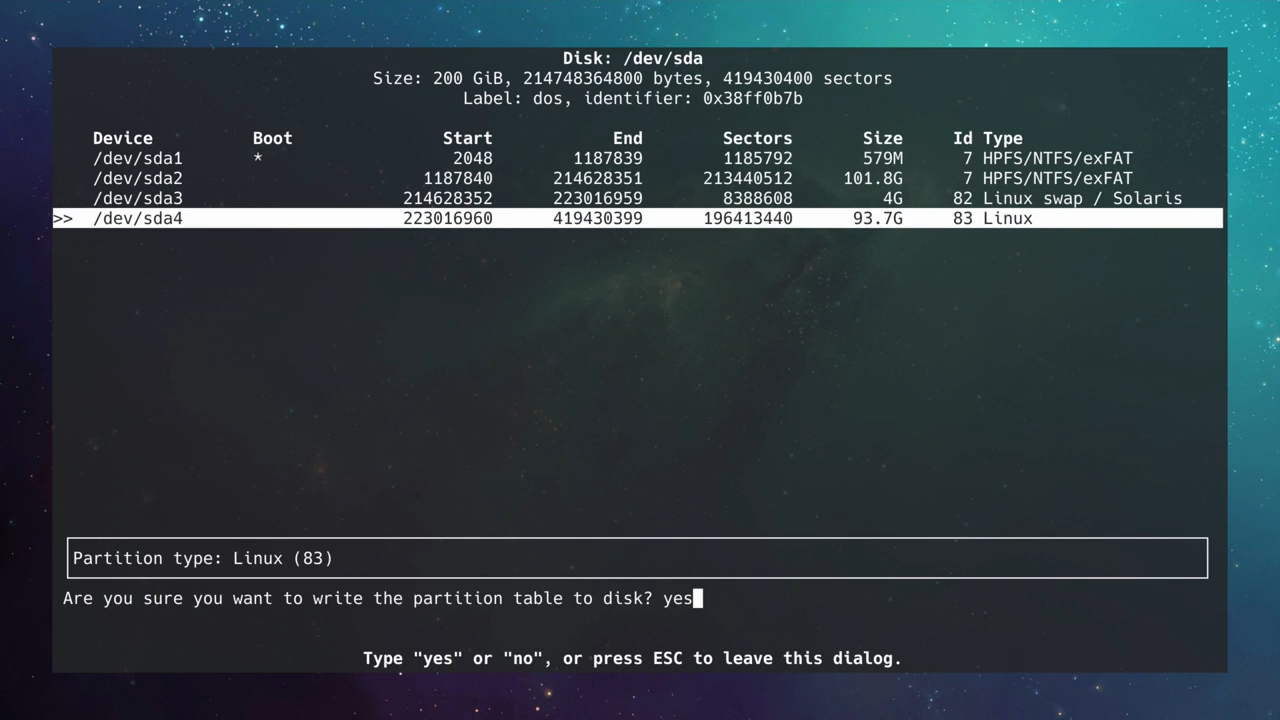 Disk: /dev/sda
Size: 200 GiB, 214748364800 bytes, 419430400 sectors
Label: dos, identifier: 0x38ff0b7b
Device Boot Start End Sectors Size Id Type
/dev/sda1 * 2048 1187839 1185792 579M 7 HPFS/NTFS/exFAT
/dev/sda2 1187840 214628351 213440512 101.8G 7 HPFS/NTFS/exFAT
/dev/sda3 214628352 223016959 8388608 4G 82 Linux swap / Solaris
>> /dev/sda4 223016960 419430399 196413440 93.7G 83 Linux
Partition type: Linux (83)
Are you sure you want to write the partition table to disk? yes
Type "yes" or "no", or press ESC to leave this dialog.